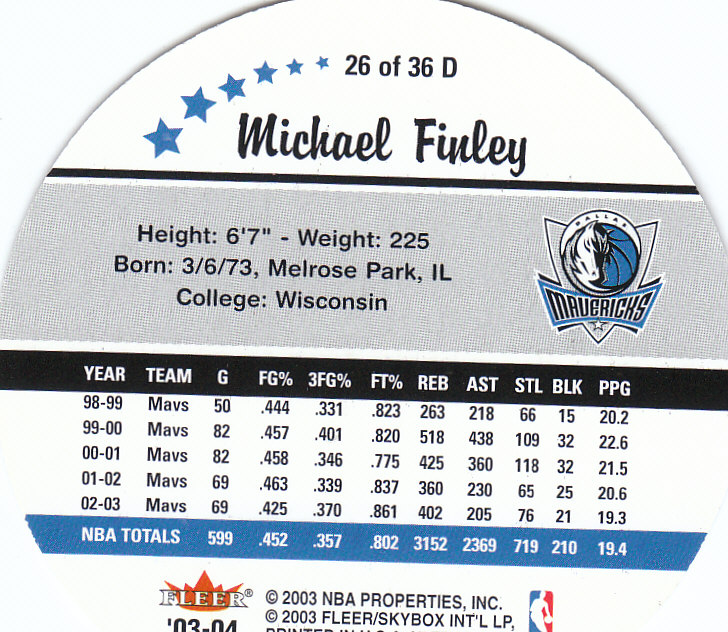 26 of 36 D
Michael Finley
Height: 6'7" - Weight: 225
Born: 3/6/73, Melrose Park, IL
College: Wisconsin
DALLAS
MAVERICKS
YEAR TEAM G FG% 3FG% FT% REB AST STL BLK PPG
98-99 Mavs 50 .444 .331 .823 263 218 66 15 20.2
99-00 Mavs 82 .457 .401 .820 518 438 109 32 22.6
00-01 Mavs 82 .458 .346 .775 425 360 118 32 21.5
01-02 Mavs 69 .463 .339 .837 360 230 65 25 20.6
02-03 Mavs 69 .425 .370 .861 402 205 76 21 19.3
NBA TOTALS 599 .452 .357 .802 3152 2369 719 210 19.4
FLEER®
'03-04
© 2003 NBA PROPERTIES, INC.
© 2003 FLEER/SKYBOX INT'L LP,
PRINTED IN U.S.A.